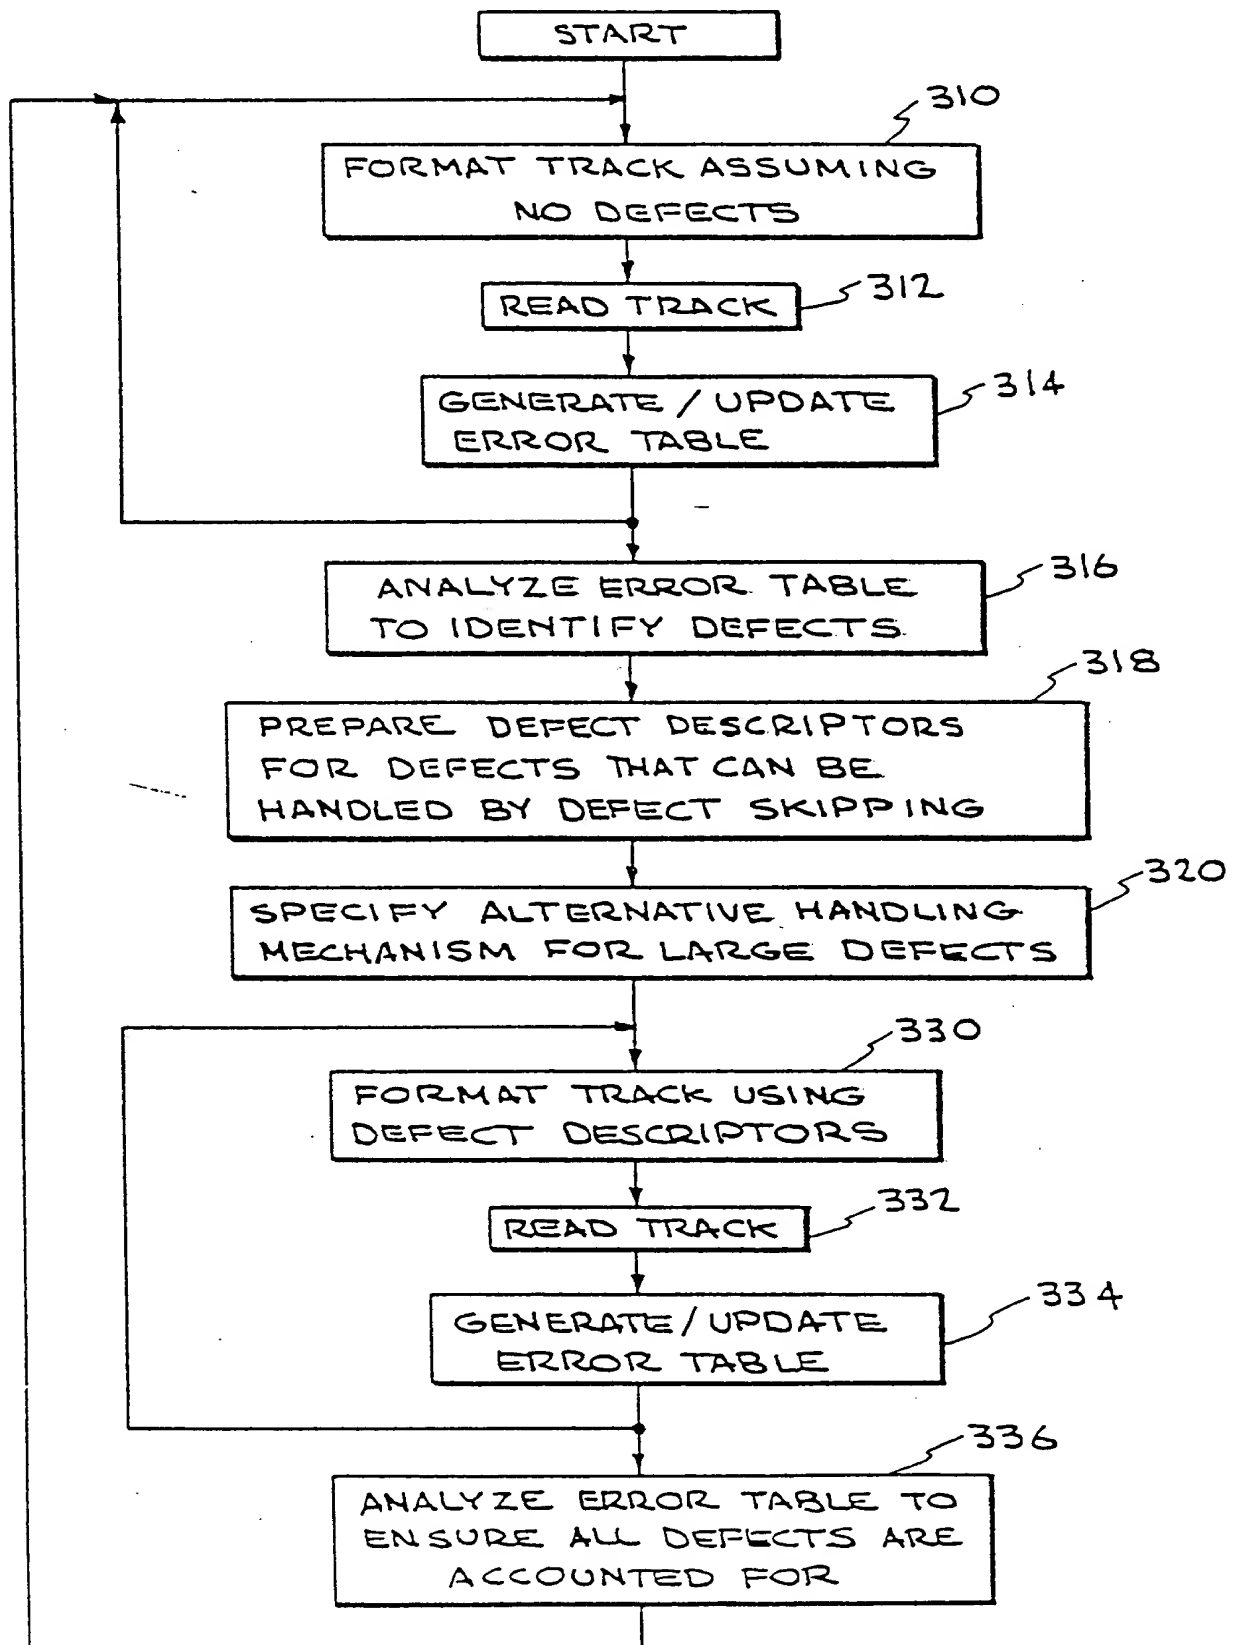 START
310
FORMAT TRACK ASSUMING
NO DEFECTS
312
READ TRACK
314
GENERATE / UPDATE
ERROR TABLE
316
ANALYZE ERROR TABLE
TO IDENTIFY DEFECTS
318
PREPARE DEFECT DESCRIPTORS
FOR DEFECTS THAT CAN BE
HANDLED BY DEFECT SKIPPING
320
SPECIFY ALTERNATIVE HANDLING
MECHANISM FOR LARGE DEFECTS
330
FORMAT TRACK USING
DEFECT DESCRIPTORS
332
READ TRACK
334
GENERATE/UPDATE
ERROR TABLE
336
ANALYZE ERROR TABLE TO
ENSURE ALL DEFECTS ARE
ACCOUNTED FOR